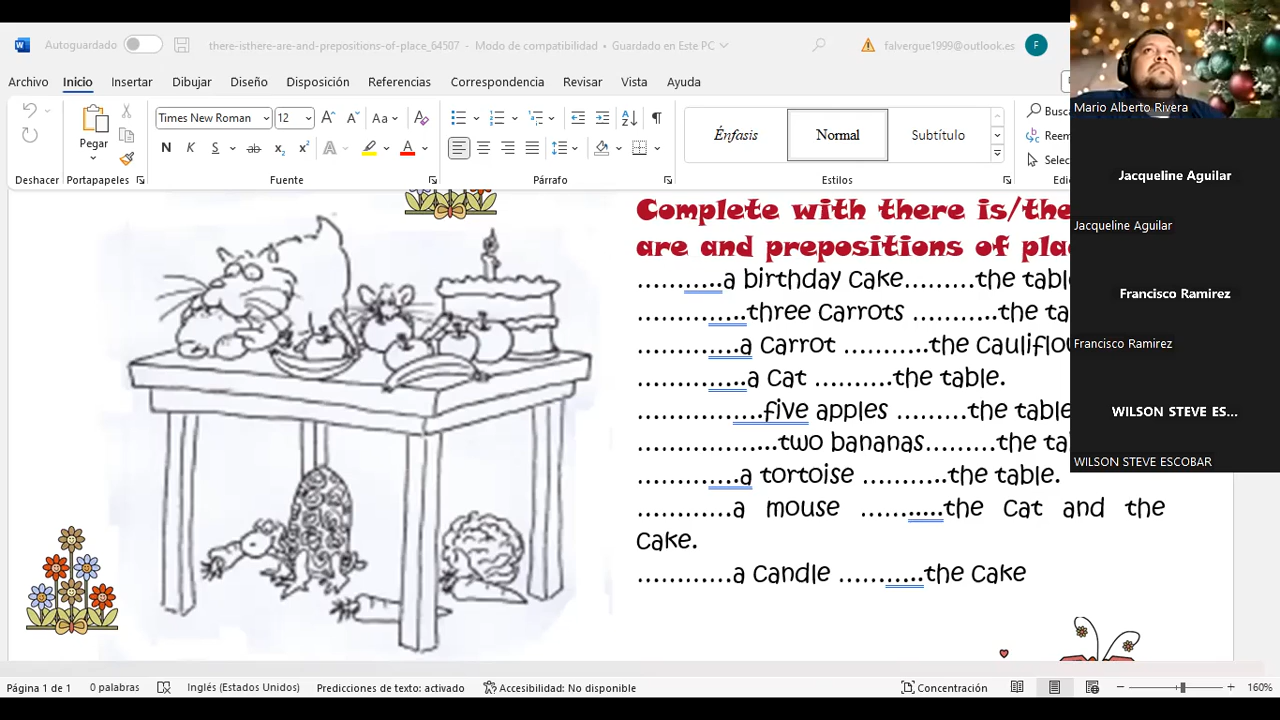 Autoguardado
there-isthere-are-and-prepositions-of-place_64507 - Modo de compatibilidad • Guardado en Este PC
falvergue1999@outlook.es
F
Archivo Inicio Insertar Dibujar Diseño Disposición Referencias Correspondencia Revisar Vista Ayuda
Pegar
Times New Roman 12
Énfasis Normal Subtítulo
Deshacer Portapapeles Fuente Párrafo Estilos
Mario Alberto Rivera
Jacqueline Aguilar
Jacqueline Aguilar
Francisco Ramirez
Francisco Ramirez
WILSON STEVE ES...
WILSON STEVE ESCOBAR
Complete with there is/the
are and prepositions of pla
…………..a birthday cake………the table
…………..three carrots ………..the ta
………….a carrot ………..the cauliflou
…………..a cat ………the table.
…………….five apples ………the table
……………two bananas………the ta
………….a tortoise ………..the table.
…………a mouse ………..the cat and the
cake.
…………a candle …………..the cake
Página 1 de 1 0 palabras Inglés (Estados Unidos) Predicciones de texto: activado Accesibilidad: No disponible Concentración 160%